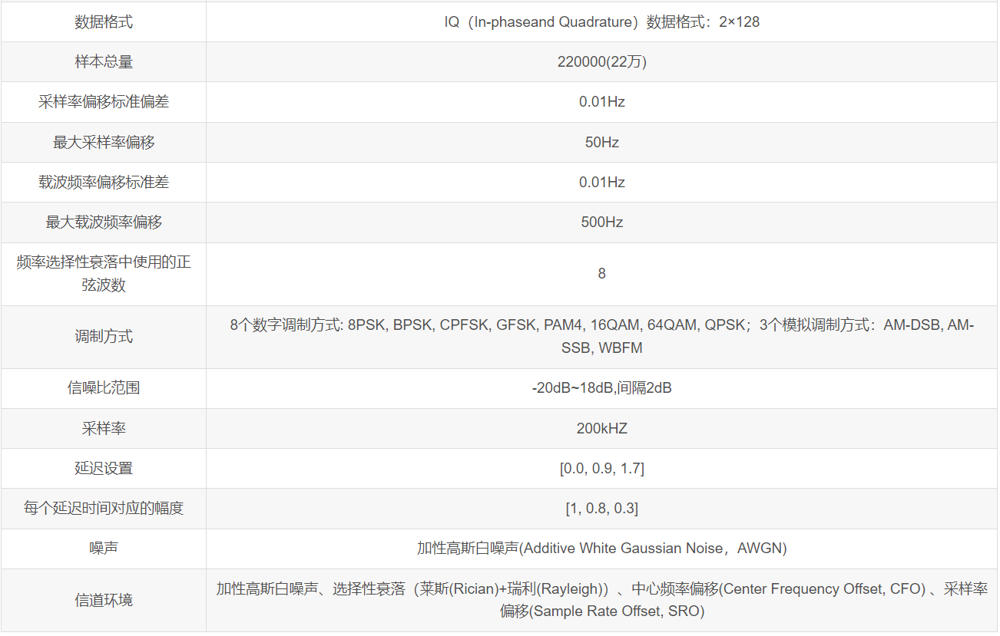 数据格式
IQ（In-phaseand Quadrature）数据格式：2×128
样本总量
220000(22万)
采样率偏移标准偏差
0.01Hz
最大采样率偏移
50Hz
载波频率偏移标准差
0.01Hz
最大载波频率偏移
500Hz
频率选择性衰落中使用的正
弦波数
8
调制方式
8个数字调制方式: 8PSK, BPSK, CPFSK, GFSK, PAM4, 16QAM, 64QAM, QPSK；3个模拟调制方式：AM-DSB, AM-
SSB, WBFM
信噪比范围
-20dB~18dB,间隔2dB
采样率
200kHZ
延迟设置
[0.0, 0.9, 1.7]
每个延迟时间对应的幅度
[1, 0.8, 0.3]
噪声
加性高斯白噪声(Additive White Gaussian Noise，AWGN)
信道环境
加性高斯白噪声、选择性衰落（莱斯(Rician)+瑞利(Rayleigh)）、中心频率偏移(Center Frequency Offset, CFO) 、采样率
偏移(Sample Rate Offset, SRO)